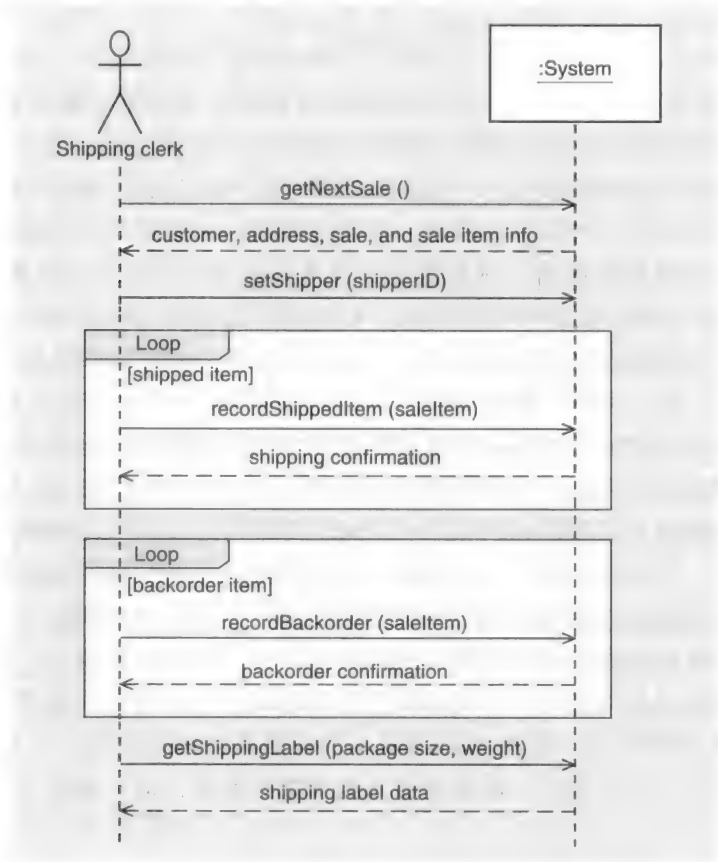 :System
Shipping clerk
getNextSale ()
customer, address, sale, and sale item info
setShipper (shipperID)
Loop
[shipped item]
recordShippedItem (saleItem)
shipping confirmation
Loop
[backorder item]
recordBackorder (saleItem)
backorder confirmation
getShippingLabel (package size, weight)
shipping label data